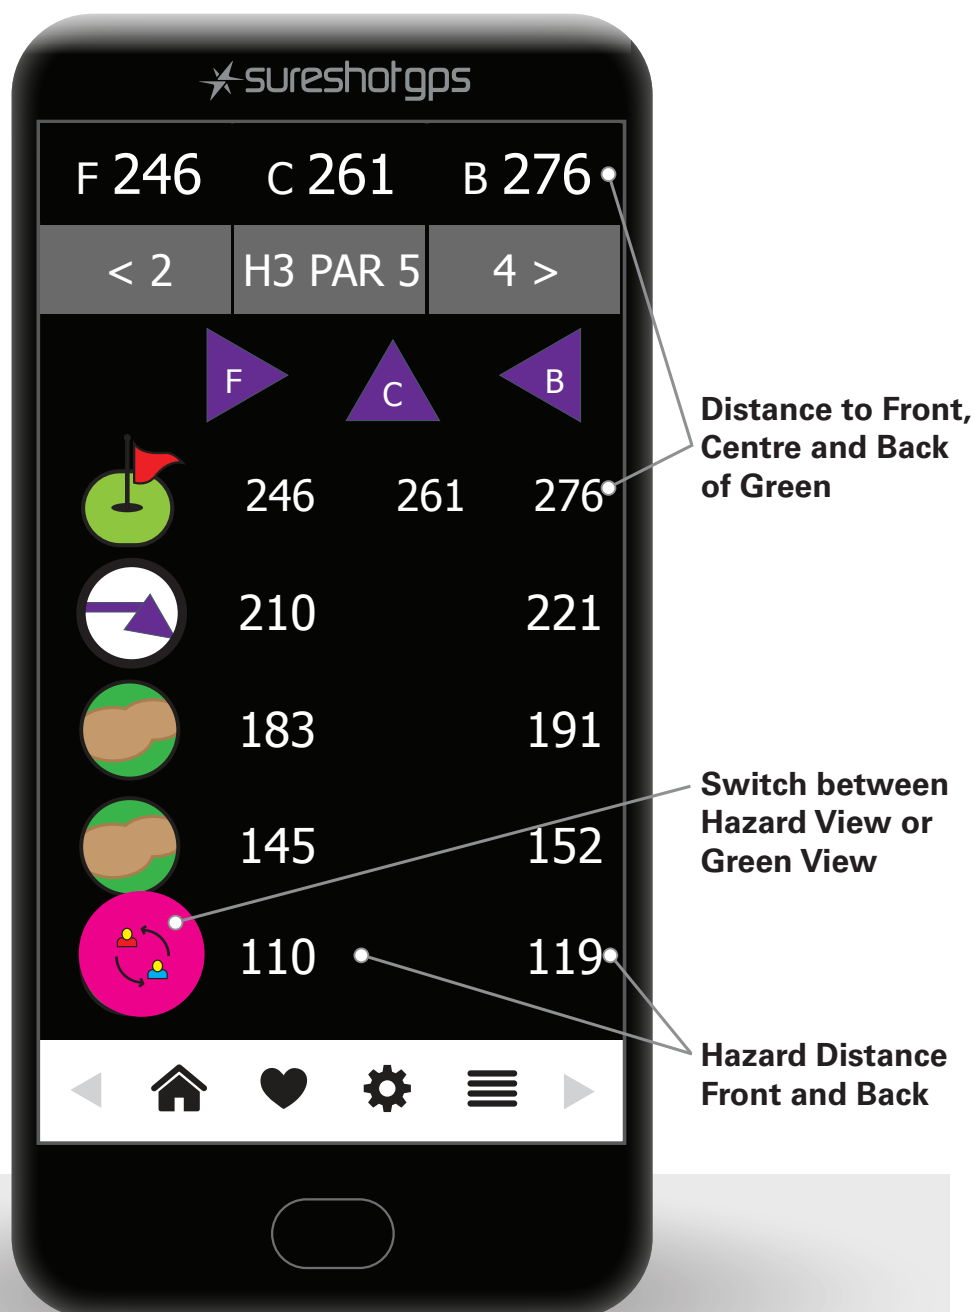 sureshotgps
F 246 C 261 B 276
< 2 H3 PAR 5 4 >
F C B
246 261 276
210 221
183 191
145 152
110 119
Distance to Front,
Centre and Back
of Green
Switch between
Hazard View or
Green View
Hazard Distance
Front and Back